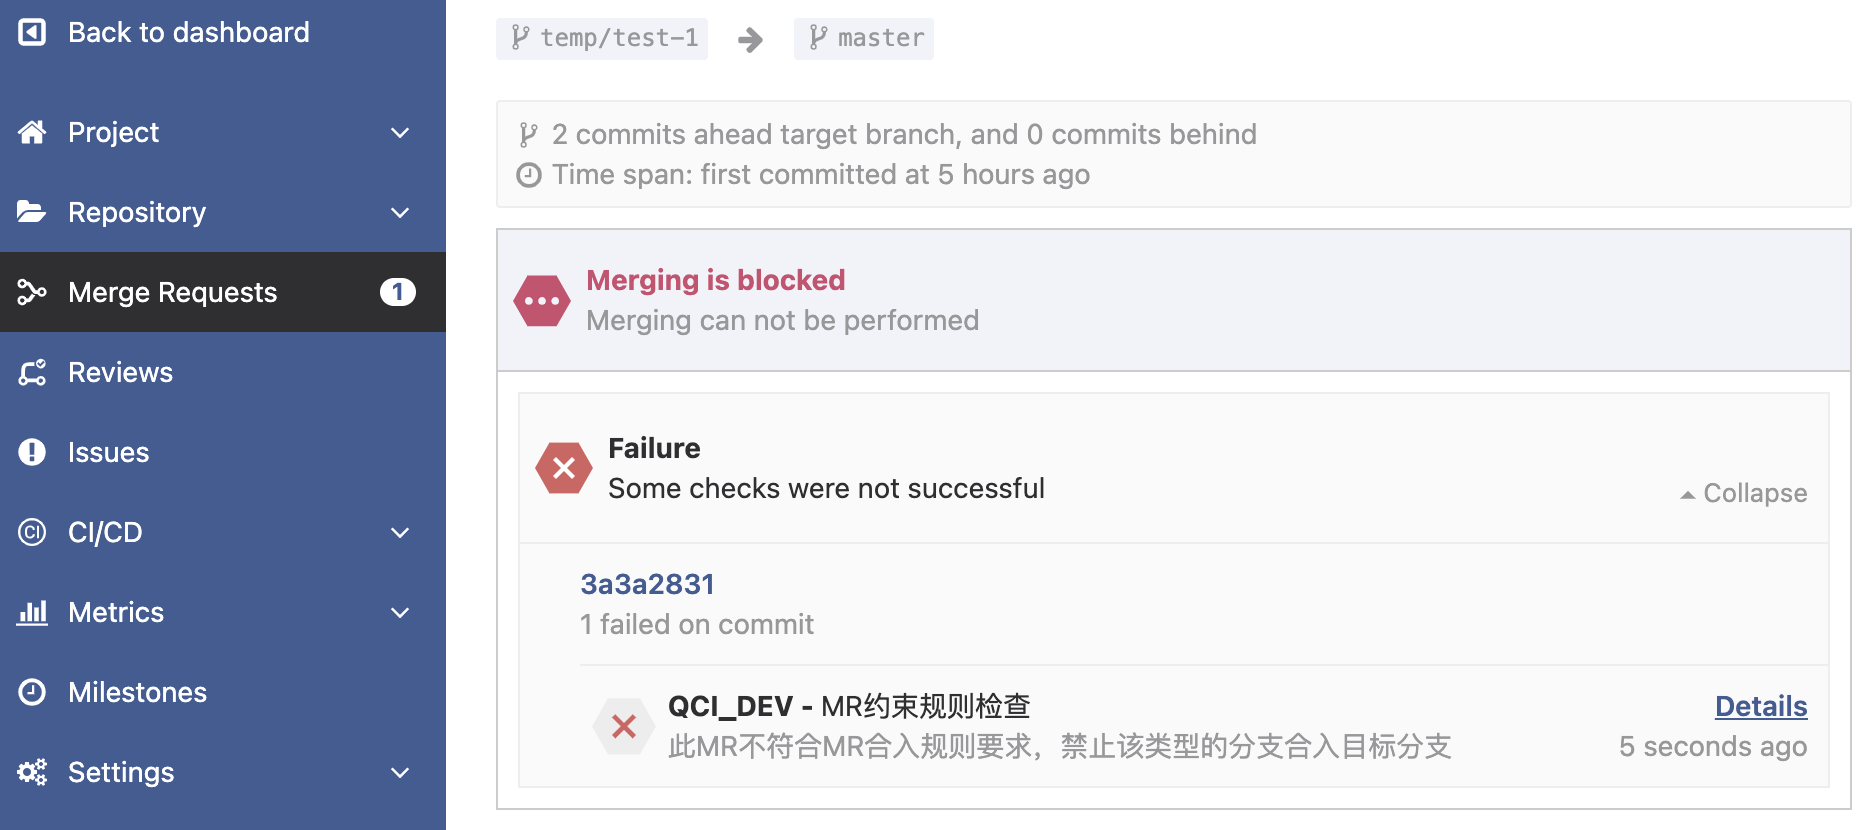 Back to dashboard
Project
Repository
Merge Requests 1
Reviews
Issues
CI CI/CD
Metrics
Milestones
Settings
temp/test-1 master
2 commits ahead target branch, and 0 commits behind
Time span: first committed at 5 hours ago
Merging is blocked
Merging can not be performed
Failure
Some checks were not successful
Collapse
3a3a2831
1 failed on commit
QCI_DEV - MR约束规则检查 Details
此MR不符合MR合入规则要求，禁止该类型的分支合入目标分支 5 seconds ago